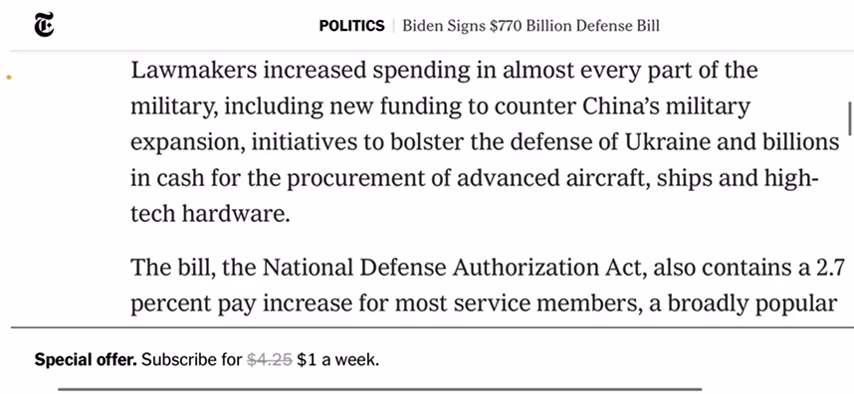 T
POLITICS | Biden Signs $770 Billion Defense Bill
Lawmakers increased spending in almost every part of the
military, including new funding to counter China’s military
expansion, initiatives to bolster the defense of Ukraine and billions
in cash for the procurement of advanced aircraft, ships and high-
tech hardware.
The bill, the National Defense Authorization Act, also contains a 2.7
percent pay increase for most service members, a broadly popular
Special offer. Subscribe for $4.25 $1 a week.